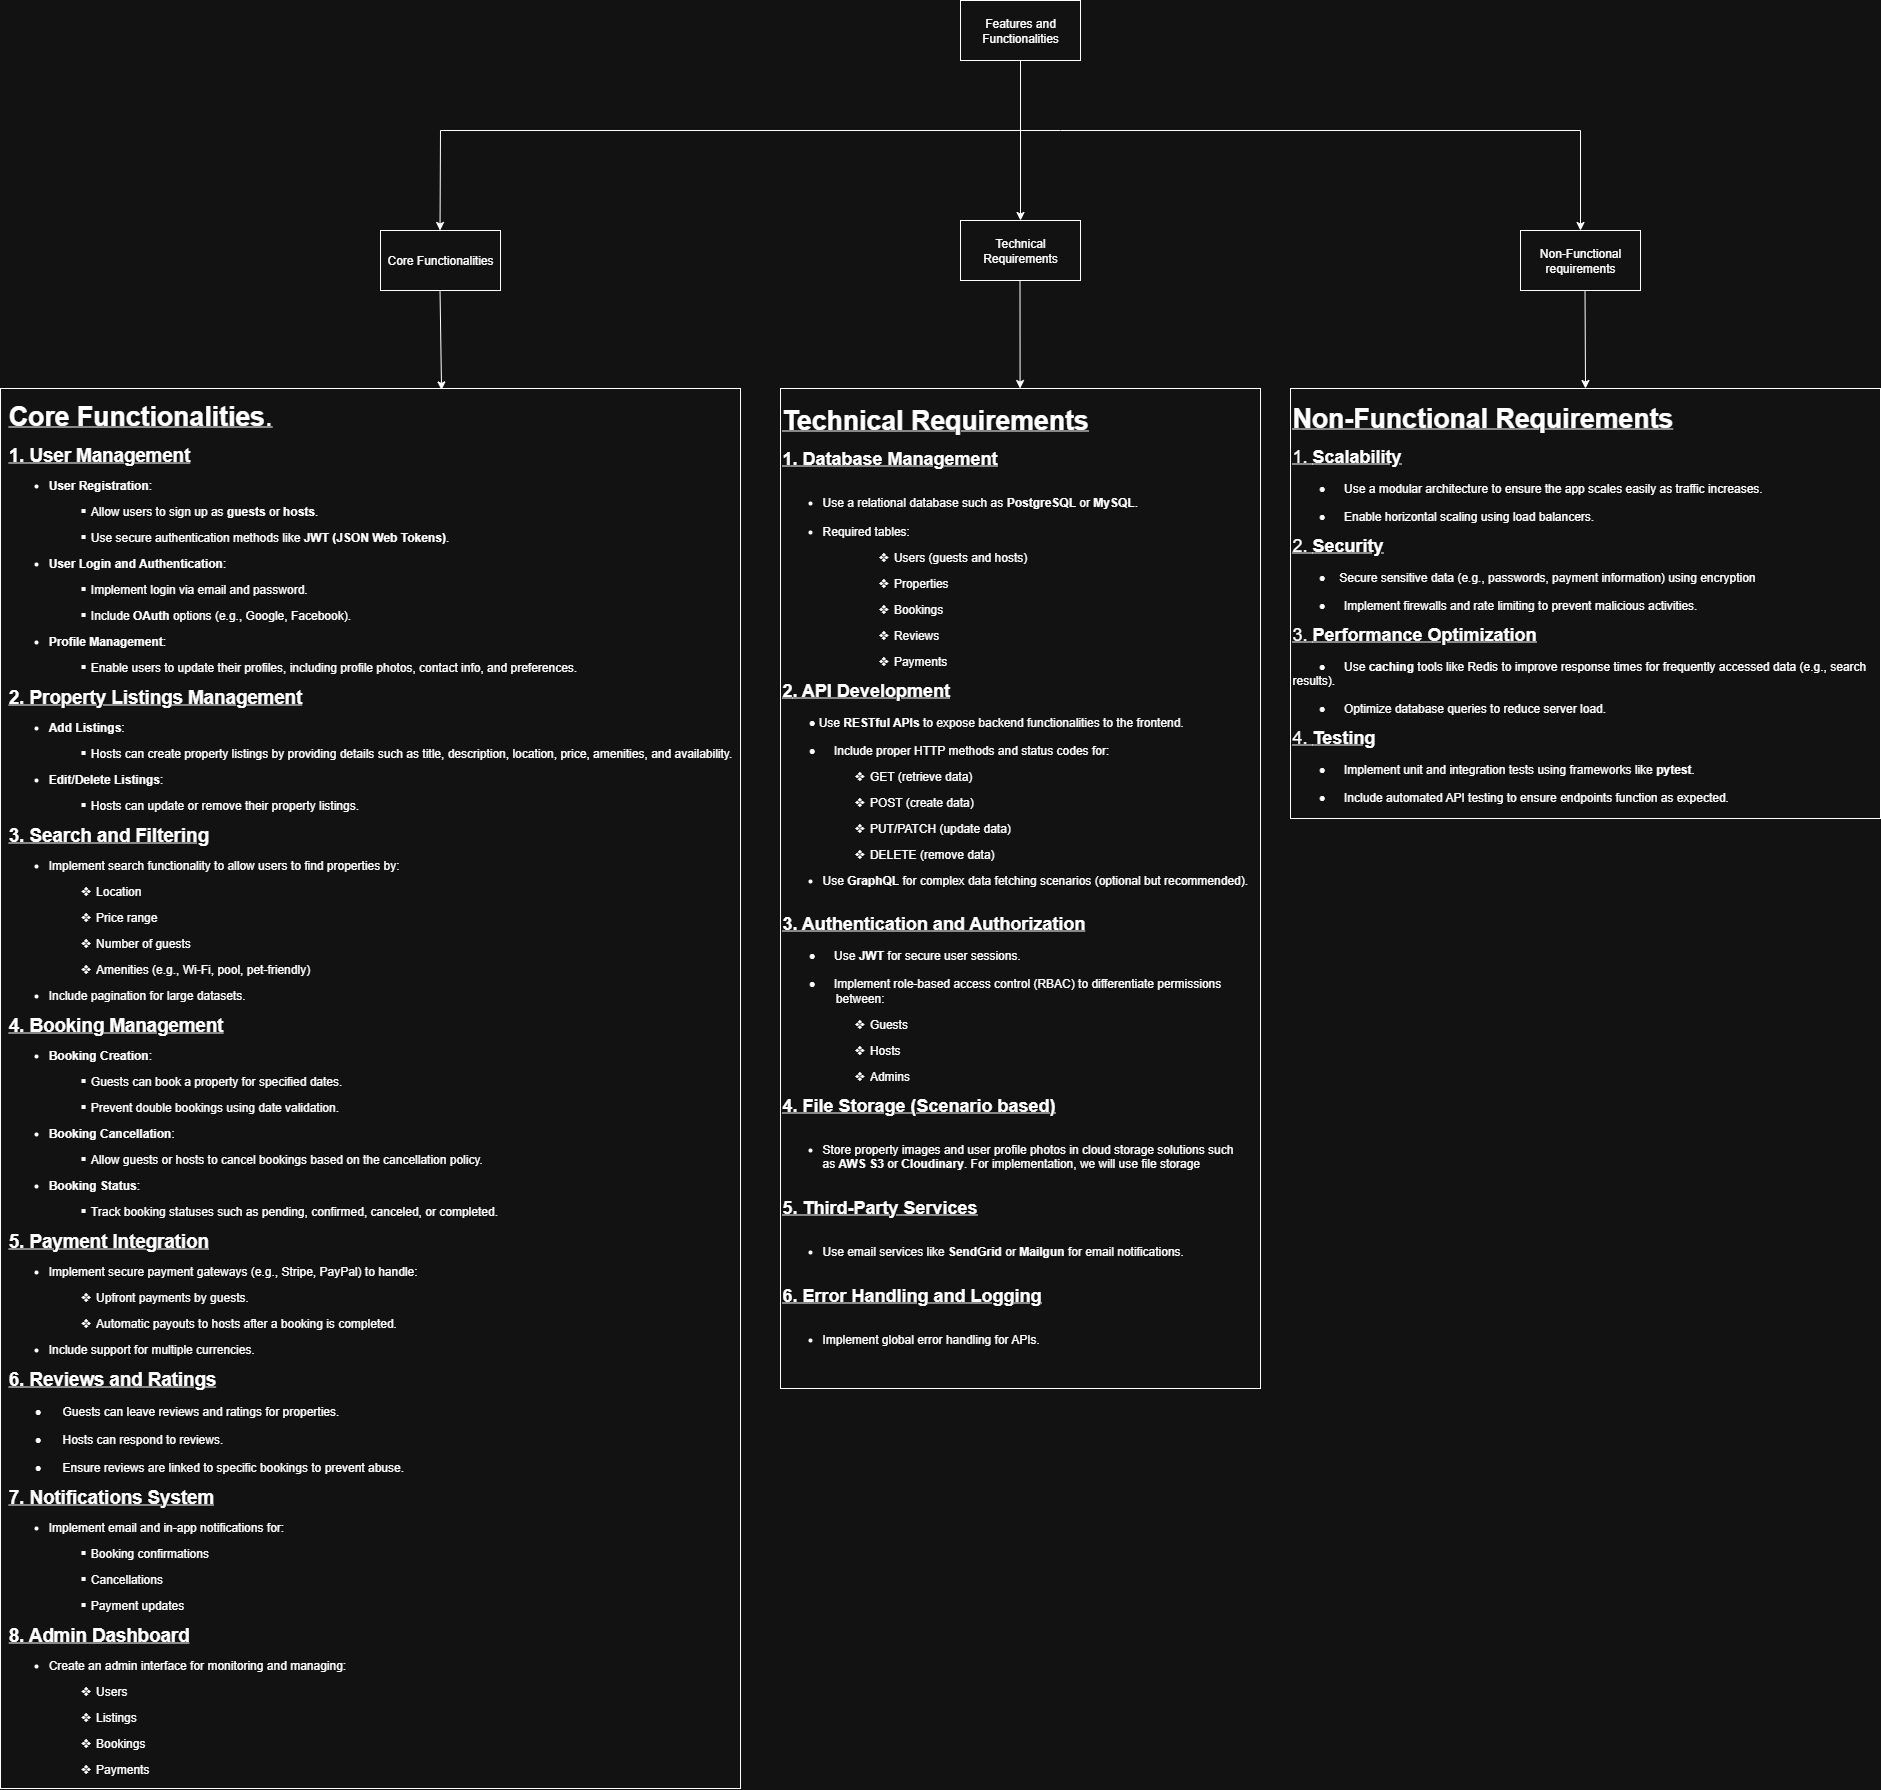 Features and
Functionalities
Core Functionalities
Technical
Requirements
Non-Functional
requirements
Core Functionalities.
1. User Management
• User Registration:
▪ Allow users to sign up as guests or hosts.
▪ Use secure authentication methods like JWT (JSON Web Tokens).
• User Login and Authentication:
▪ Implement login via email and password.
▪ Include OAuth options (e.g., Google, Facebook).
• Profile Management:
▪ Enable users to update their profiles, including profile photos, contact info, and preferences.
2. Property Listings Management
• Add Listings:
▪ Hosts can create property listings by providing details such as title, description, location, price, amenities, and availability.
• Edit/Delete Listings:
▪ Hosts can update or remove their property listings.
3. Search and Filtering
• Implement search functionality to allow users to find properties by:
❖ Location
❖ Price range
❖ Number of guests
❖ Amenities (e.g., Wi-Fi, pool, pet-friendly)
• Include pagination for large datasets.
4. Booking Management
• Booking Creation:
▪ Guests can book a property for specified dates.
▪ Prevent double bookings using date validation.
• Booking Cancellation:
▪ Allow guests or hosts to cancel bookings based on the cancellation policy.
• Booking Status:
▪ Track booking statuses such as pending, confirmed, canceled, or completed.
5. Payment Integration
• Implement secure payment gateways (e.g., Stripe, PayPal) to handle:
❖ Upfront payments by guests.
❖ Automatic payouts to hosts after a booking is completed.
• Include support for multiple currencies.
6. Reviews and Ratings
● Guests can leave reviews and ratings for properties.
● Hosts can respond to reviews.
● Ensure reviews are linked to specific bookings to prevent abuse.
7. Notifications System
• Implement email and in-app notifications for:
▪ Booking confirmations
▪ Cancellations
▪ Payment updates
8. Admin Dashboard
• Create an admin interface for monitoring and managing:
❖ Users
❖ Listings
❖ Bookings
❖ Payments
Technical Requirements
1. Database Management
• Use a relational database such as PostgreSQL or MySQL.
• Required tables:
❖ Users (guests and hosts)
❖ Properties
❖ Bookings
❖ Reviews
❖ Payments
2. API Development
● Use RESTful APIs to expose backend functionalities to the frontend.
● Include proper HTTP methods and status codes for:
❖ GET (retrieve data)
❖ POST (create data)
❖ PUT/PATCH (update data)
❖ DELETE (remove data)
• Use GraphQL for complex data fetching scenarios (optional but recommended).
3. Authentication and Authorization
● Use JWT for secure user sessions.
● Implement role-based access control (RBAC) to differentiate permissions
between:
❖ Guests
❖ Hosts
❖ Admins
4. File Storage (Scenario based)
• Store property images and user profile photos in cloud storage solutions such
as AWS S3 or Cloudinary. For implementation, we will use file storage
5. Third-Party Services
• Use email services like SendGrid or Mailgun for email notifications.
6. Error Handling and Logging
• Implement global error handling for APIs.
Non-Functional Requirements
1. Scalability
● Use a modular architecture to ensure the app scales easily as traffic increases.
● Enable horizontal scaling using load balancers.
2. Security
● Secure sensitive data (e.g., passwords, payment information) using encryption
● Implement firewalls and rate limiting to prevent malicious activities.
3. Performance Optimization
● Use caching tools like Redis to improve response times for frequently accessed data (e.g., search
results).
● Optimize database queries to reduce server load.
4. Testing
● Implement unit and integration tests using frameworks like pytest.
● Include automated API testing to ensure endpoints function as expected.